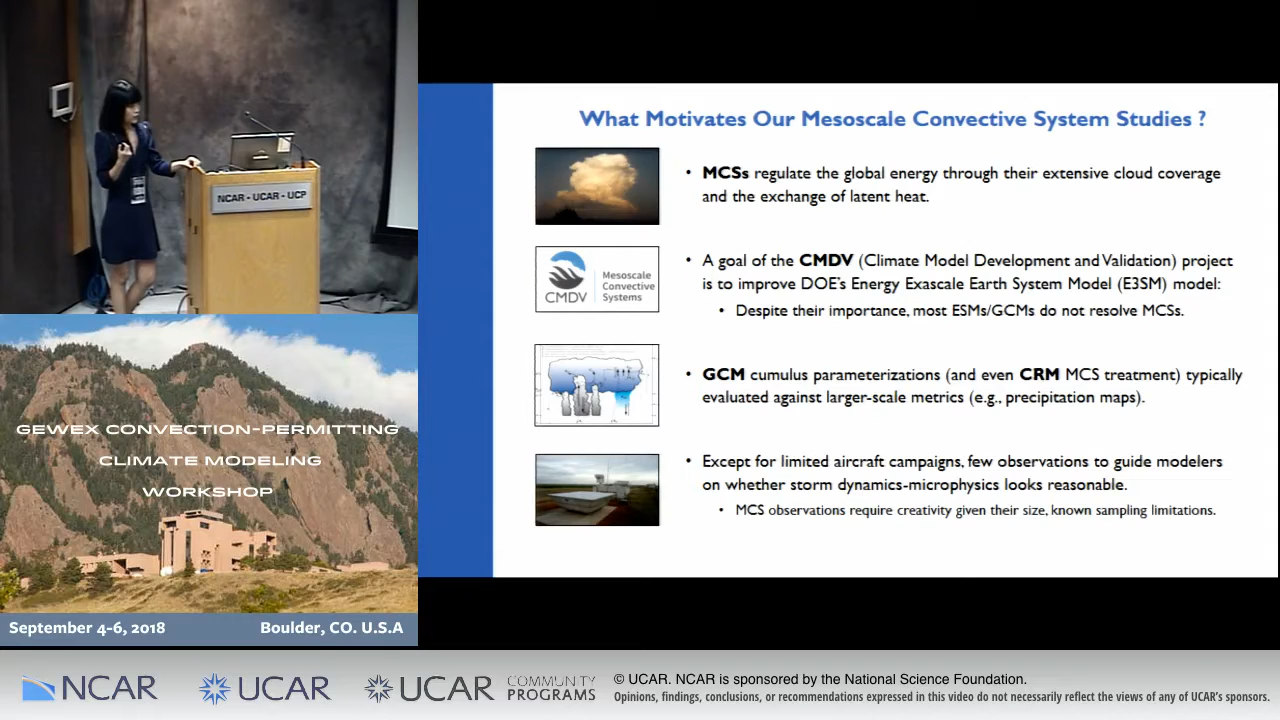 NCAR - UCAR - UCP
GEWEX CONVECTION-PERMITTING
CLIMATE MODELING
WORKSHOP
September 4-6, 2018
Boulder, CO. U.S.A
What Motivates Our Mesoscale Convective System Studies ?
• MCSs regulate the global energy through their extensive cloud coverage
and the exchange of latent heat.
CMDV
Mesoscale
Convective
Systems
• A goal of the CMDV (Climate Model Development and Validation) project
is to improve DOE's Energy Exascale Earth System Model (E3SM) model:
• Despite their importance, most ESMs/GCMs do not resolve MCSs.
• GCM cumulus parameterizations (and even CRM MCS treatment) typically
evaluated against larger-scale metrics (e.g., precipitation maps).
• Except for limited aircraft campaigns, few observations to guide modelers
on whether storm dynamics-microphysics looks reasonable.
• MCS observations require creativity given their size, known sampling limitations.
NCAR
UCAR
UCAR
COMMUNITY
PROGRAMS
© UCAR. NCAR is sponsored by the National Science Foundation.
Opinions, findings, conclusions, or recommendations expressed in this video do not necessarily reflect the views of any of UCAR's sponsors.